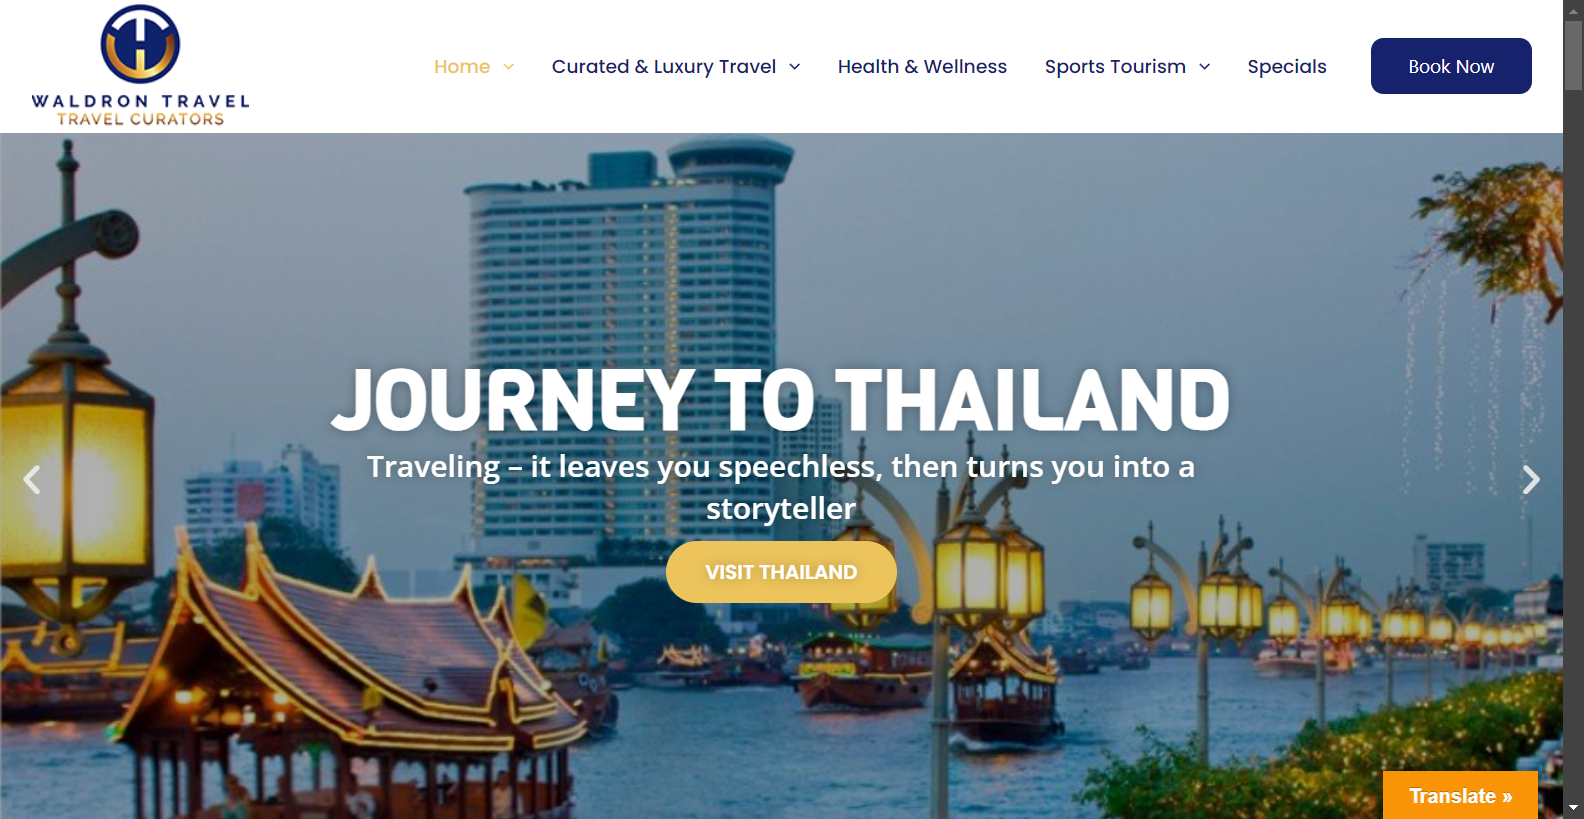 WALDRON TRAVEL
TRAVEL CURATORS
Home
Curated & Luxury Travel
Health & Wellness
Sports Tourism
Specials
Book Now
JOURNEY TO THAILAND
Traveling – it leaves you speechless, then turns you into a
storyteller
VISIT THAILAND
Translate »